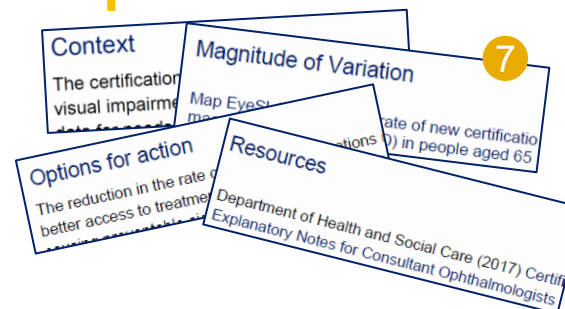 Context
The certification
visual impairme
Magnitude of Variation
7
Map EyeS
rate of new certificatio
D) in people aged 65
Options for action
The reduction in the rate
better access to treatme
ations
Resources
Department of Health and Social Care (2017) Certifi
Explanatory Notes for Consultant Ophthalmologists